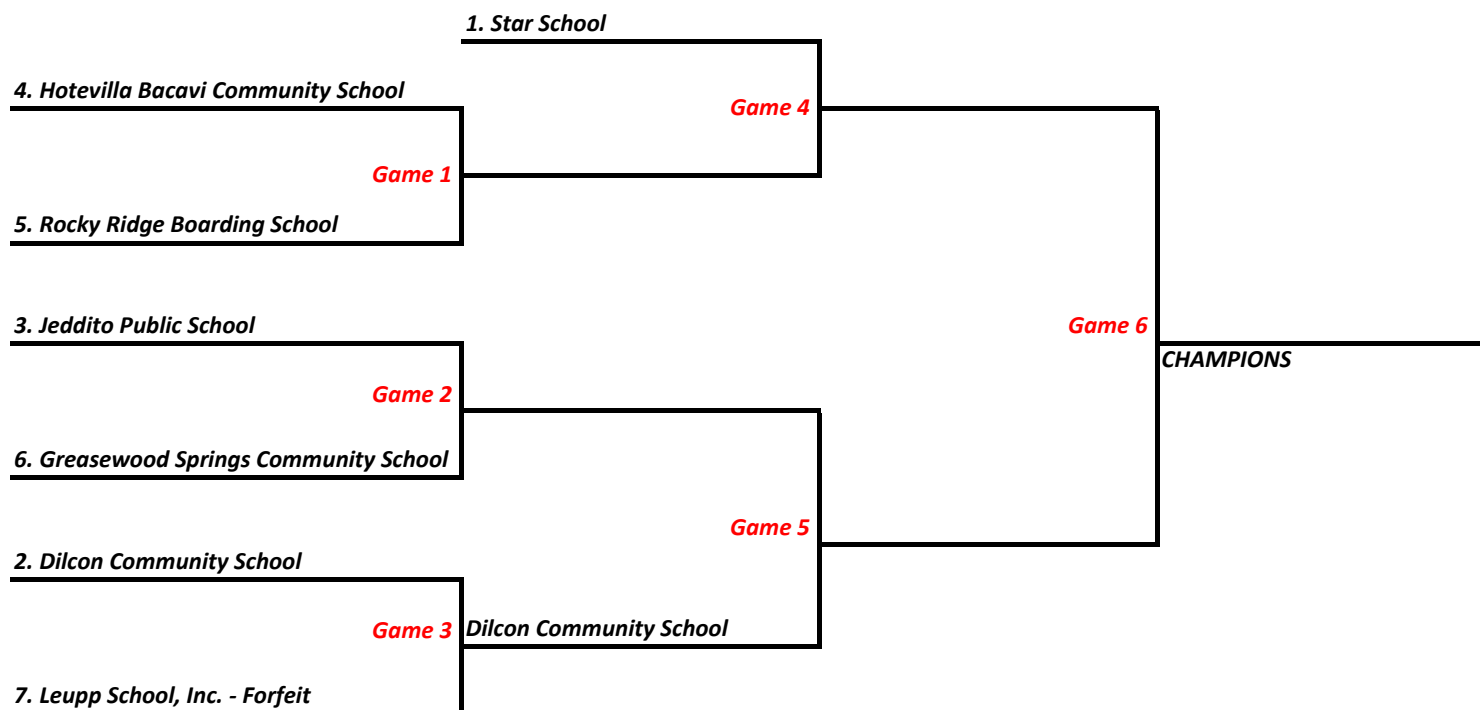 1. Star School
4. Hotevilla Bacavi Community School
Game 4
Game 1
5. Rocky Ridge Boarding School
3. Jeddito Public School
Game 6
CHAMPIONS
Game 2
6. Greasewood Springs Community School
Game 5
2. Dilcon Community School
Game 3
Dilcon Community School
7. Leupp School, Inc. - Forfeit